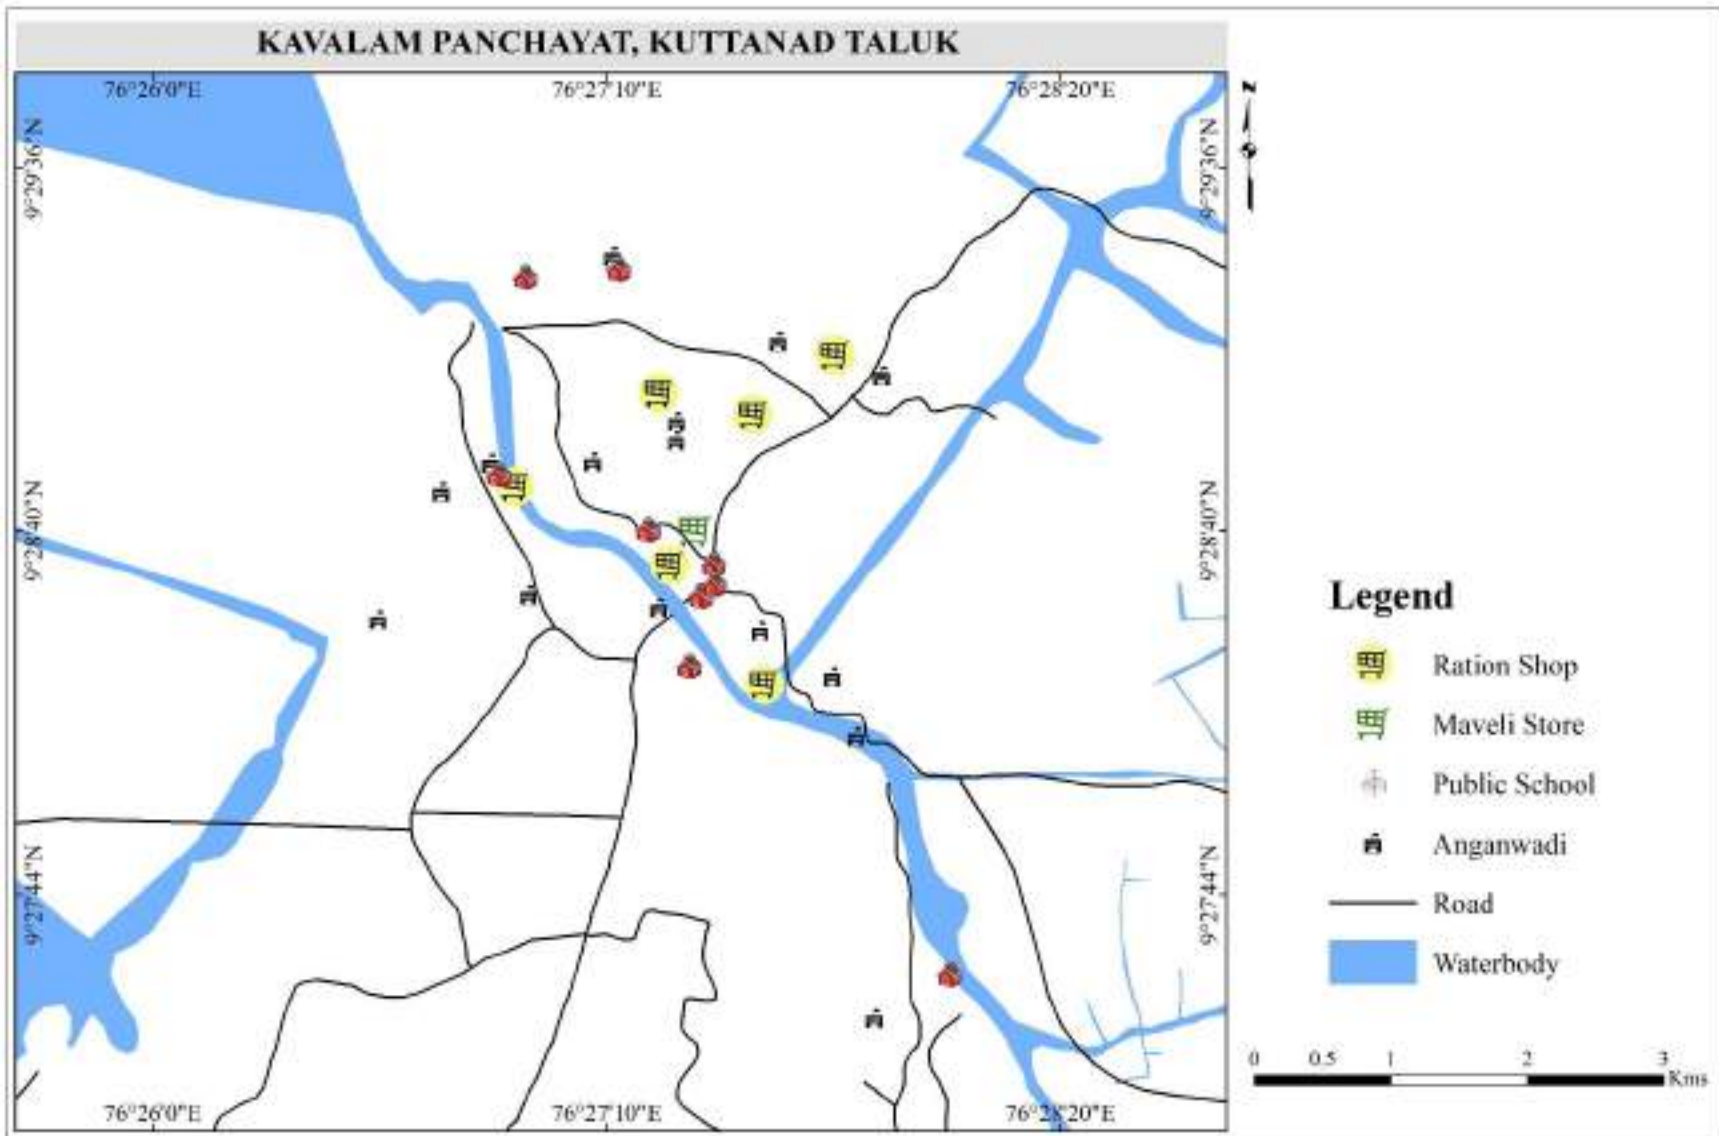 KAVALAM PANCHAYAT, KUTTANAD TALUK
76°26'0"E 76°27'10"E 76°28'20"E
N
9°29'36"N 9°29'36"N
9°28'40"N 9°28'40"N
9°27'44"N 9°27'44"N
76°26'0"E 76°27'10"E 76°28'20"E
Legend
Ration Shop
Maveli Store
Public School
Anganwadi
Road
Waterbody
0 0.5 1 2 3
Kms